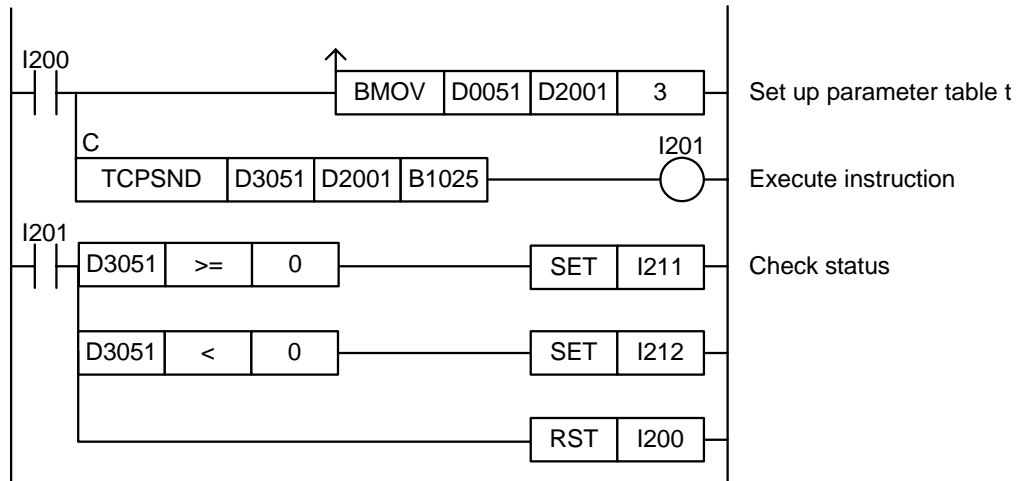 I200
BMOV D0051 D2001 3 Set up parameter table t
C
I201
TCPSND D3051 D2001 B1025 Execute instruction
I201
D3051 >= 0 SET I211 Check status
D3051 < 0 SET I212
RST I200